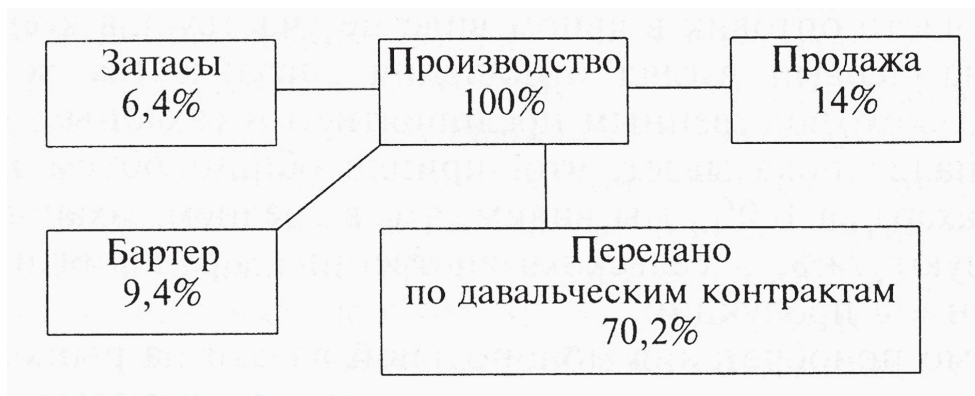 Запасы
6,4%
Производство
100%
Продажа
14%
Бартер
9,4%
Передано
по давальческим контрактам
70,2%